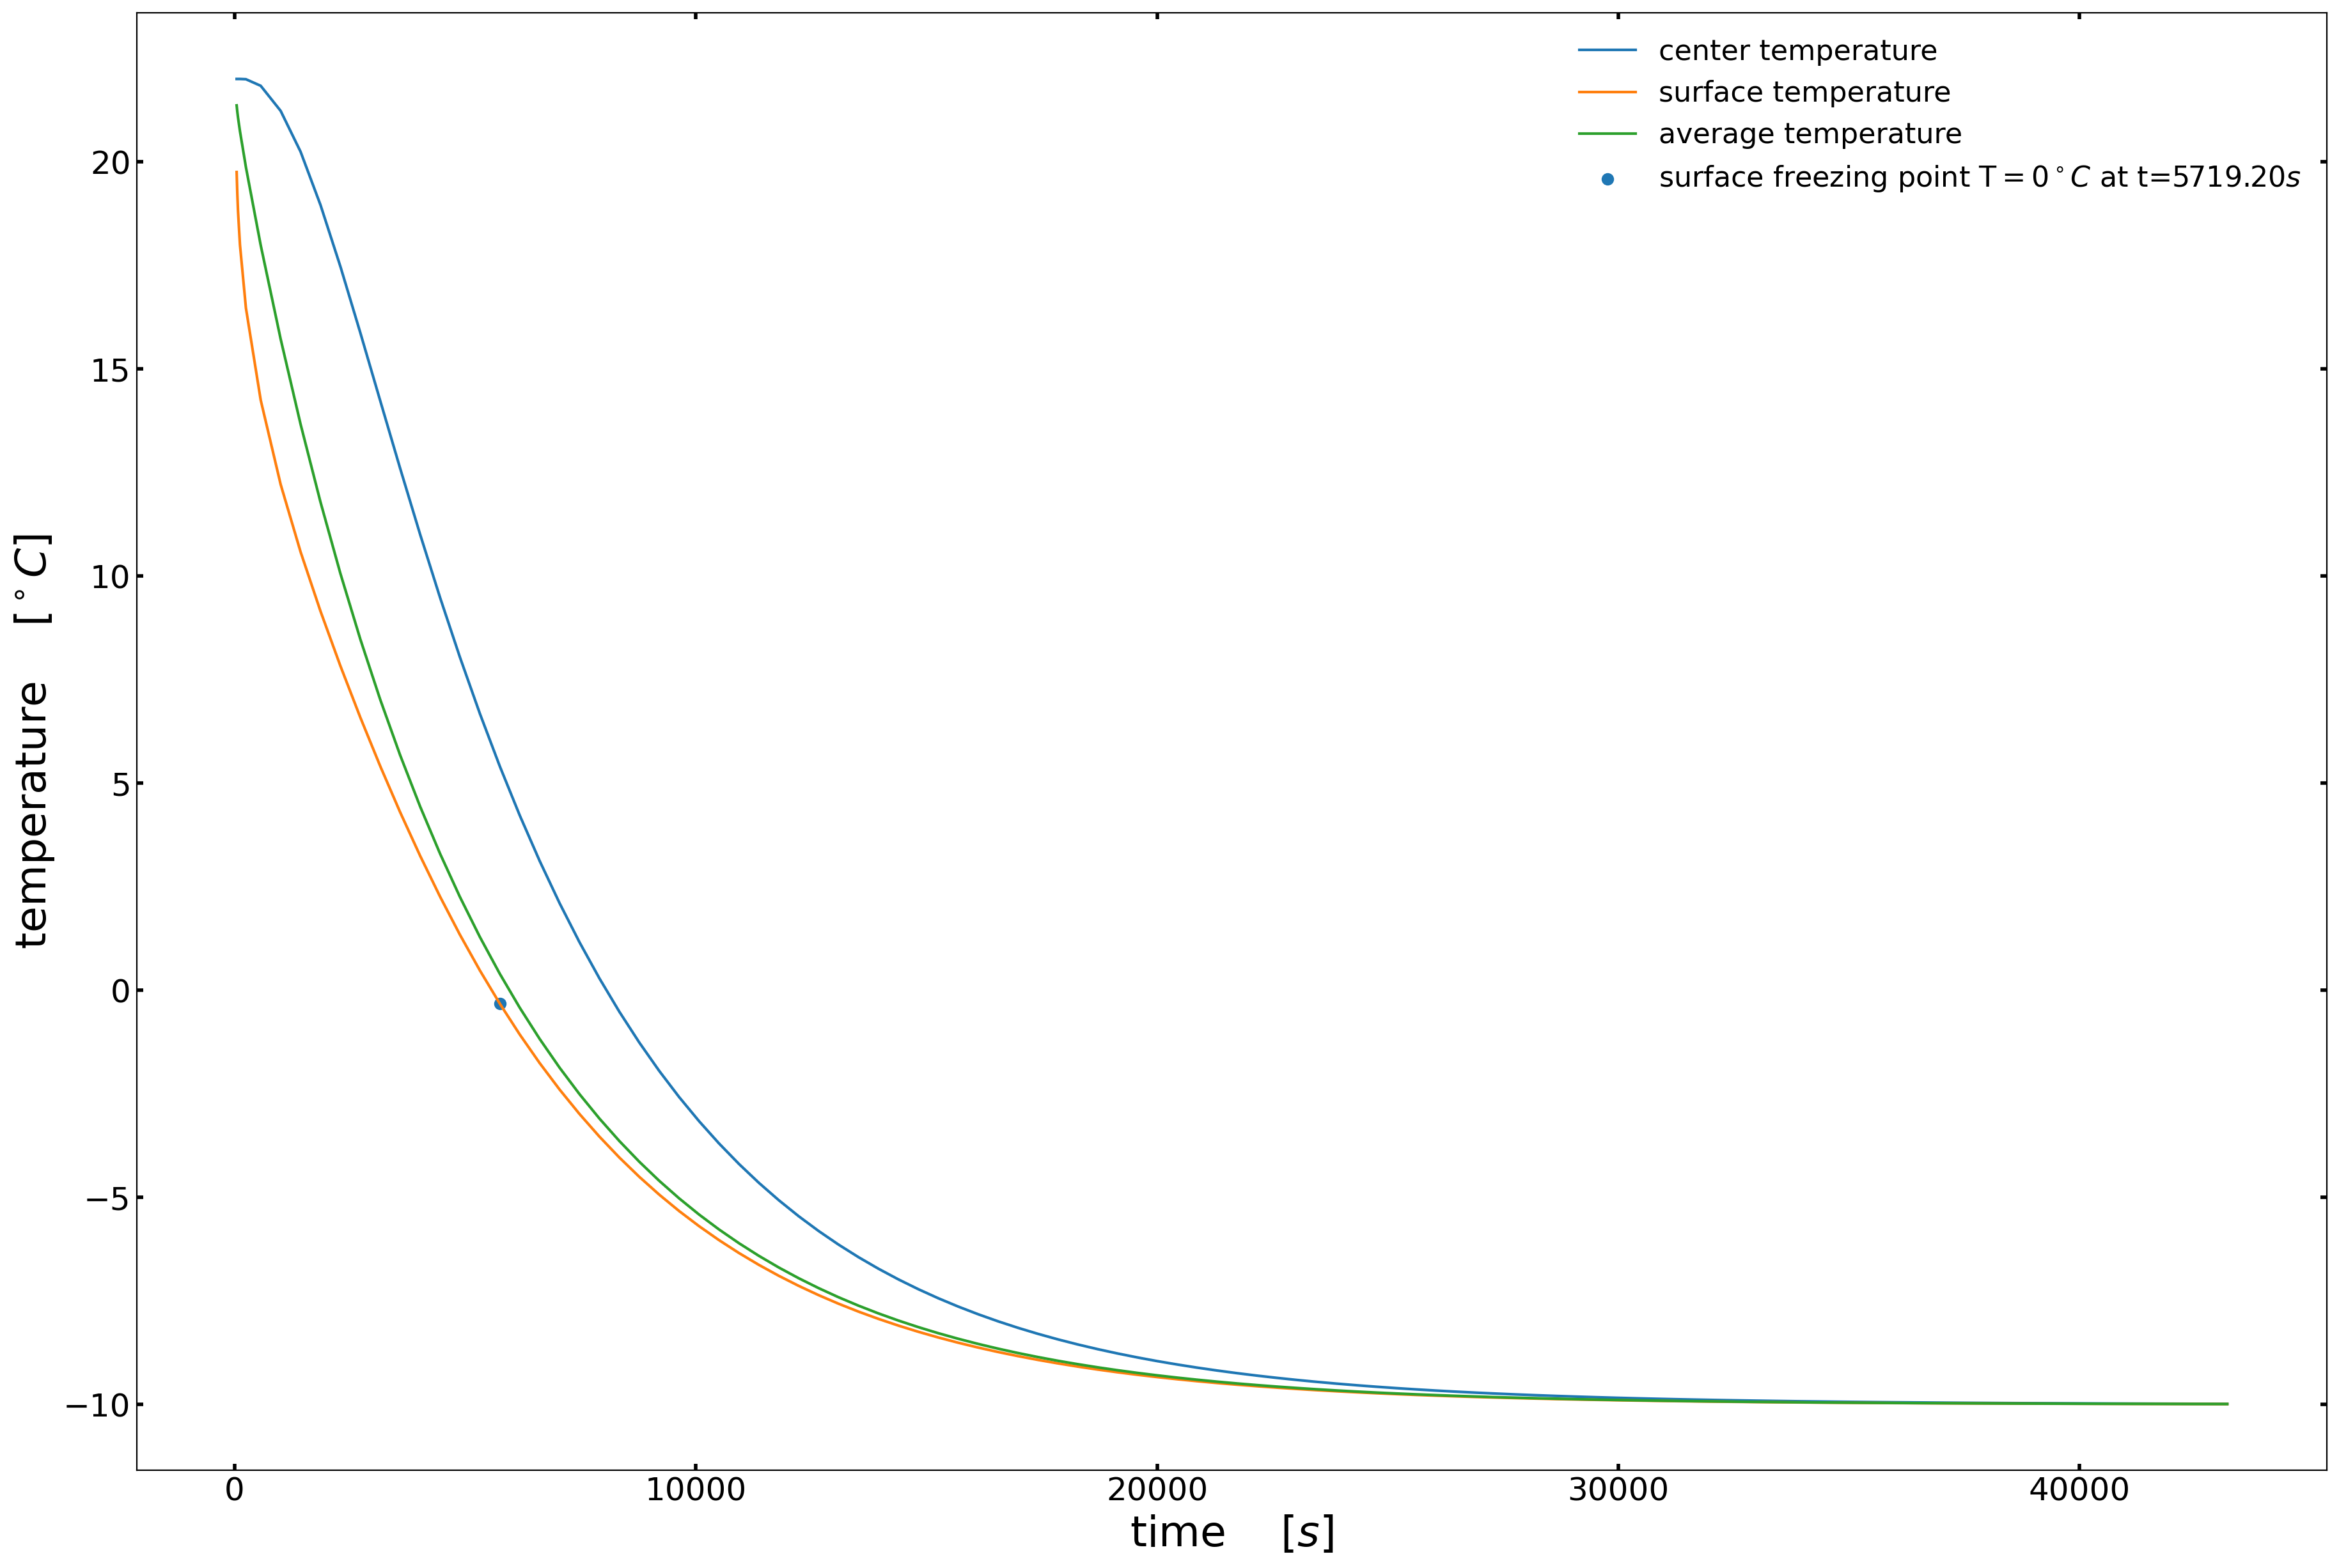 center temperature
surface temperature
average temperature
surface freezing point T = 0°C at t=5719.20s
temperature [°C]
20
15
10
5
0
−5
−10
0 10000 20000 30000 40000
time [s]